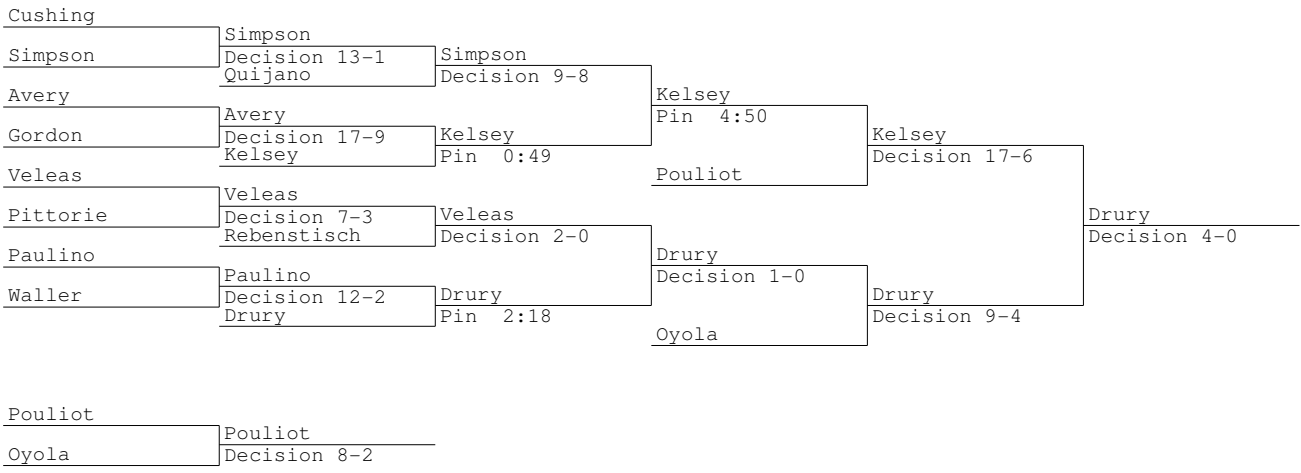 Cushing
Simpson
Simpson
Decision 13-1
Simpson
Quijano
Decision 9-8
Avery
Kelsey
Avery
Pin 4:50
Gordon
Decision 17-9
Kelsey
Kelsey
Kelsey
Pin 0:49
Decision 17-6
Veleas
Pouliot
Veleas
Pittorie
Decision 7-3
Veleas
Drury
Rebenstisch
Decision 2-0
Decision 4-0
Paulino
Drury
Paulino
Decision 1-0
Waller
Decision 12-2
Drury
Drury
Drury
Pin 2:18
Decision 9-4
Oyola
Pouliot
Pouliot
Oyola
Decision 8-2